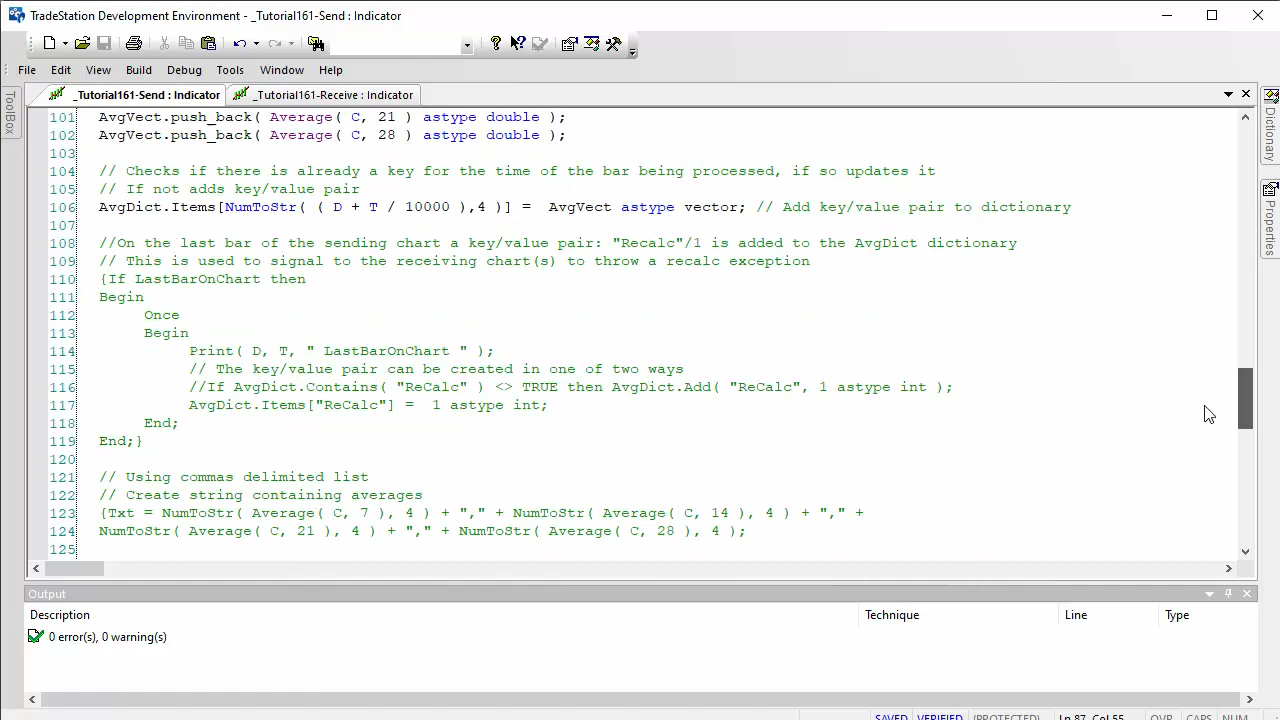 TradeStation Development Environment - _Tutorial161-Send : Indicator
File Edit View Build Debug Tools Window Help
ToolBox
_Tutorial161-Send : Indicator
_Tutorial161-Receive : Indicator
101 AvgVect.push_back( Average( C, 21 ) astype double );
102 AvgVect.push_back( Average( C, 28 ) astype double );
103
104 // Checks if there is already a key for the time of the bar being processed, if so updates it
105 // If not adds key/value pair
106 AvgDict.Items[NumToStr( ( D + T / 10000 ),4 )] =  AvgVect astype vector; // Add key/value pair to dictionary
107
108 //On the last bar of the sending chart a key/value pair: "Recalc"/1 is added to the AvgDict dictionary
109 // This is used to signal to the receiving chart(s) to throw a recalc exception
110 {If LastBarOnChart then
111 Begin
112 Once
113 Begin
114 Print( D, T, " LastBarOnChart " );
115 // The key/value pair can be created in one of two ways
116 //If AvgDict.Contains( "ReCalc" ) <> TRUE then AvgDict.Add( "ReCalc", 1 astype int );
117 AvgDict.Items["ReCalc"] =  1 astype int;
118 End;
119 End;}
120
121 // Using commas delimited list
122 // Create string containing averages
123 {Txt = NumToStr( Average( C, 7 ), 4 ) + "," + NumToStr( Average( C, 14 ), 4 ) + "," +
124 NumToStr( Average( C, 21 ), 4 ) + "," + NumToStr( Average( C, 28 ), 4 );
125
Dictionary
Properties
Output
Description Technique Line Type
0 error(s), 0 warning(s)
SAVED VERIFIED (PROTECTED) Ln 87, Col 55 OVR CAPS NUM